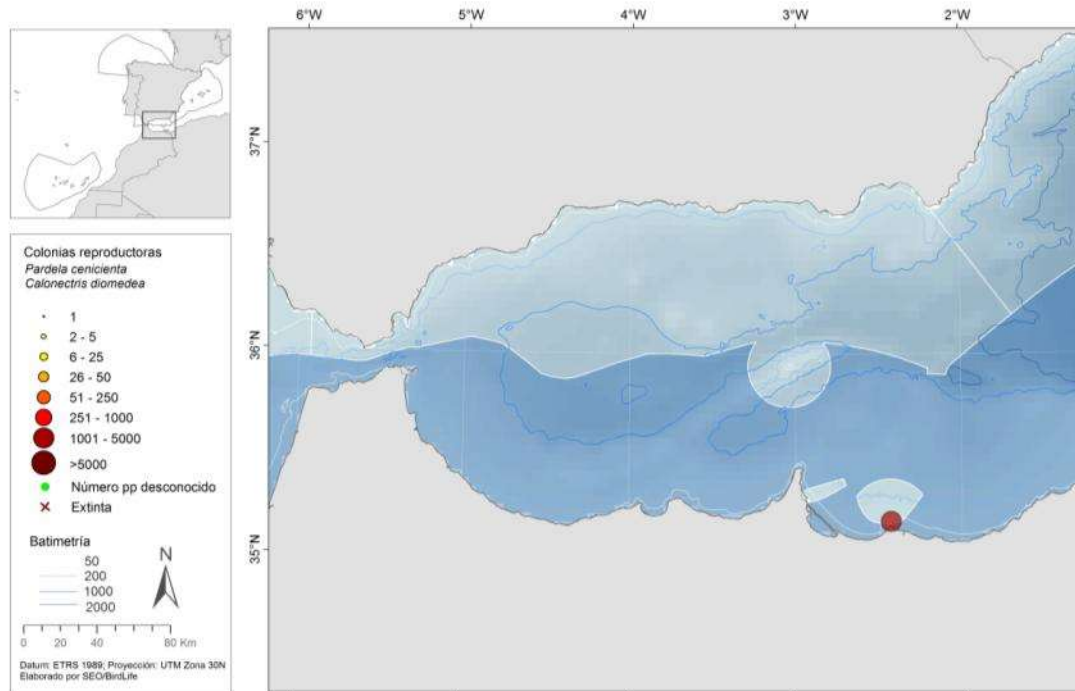 6°W 5°W 4°W 3°W 2°W
37°N
36°N
35°N
Colonias reproductoras
Pardela cenicienta
Calonectris diomedea
1
2 - 5
6 - 25
26 - 50
51 - 250
251 - 1000
1001 - 5000
>5000
Número pp desconocido
Extinta
Batimetría
50
200
1000
2000
N
0 20 40 60 80 Km
Datum: ETRS 1989; Proyección: UTM Zona 30N
Elaborado por SEO/BirdLife